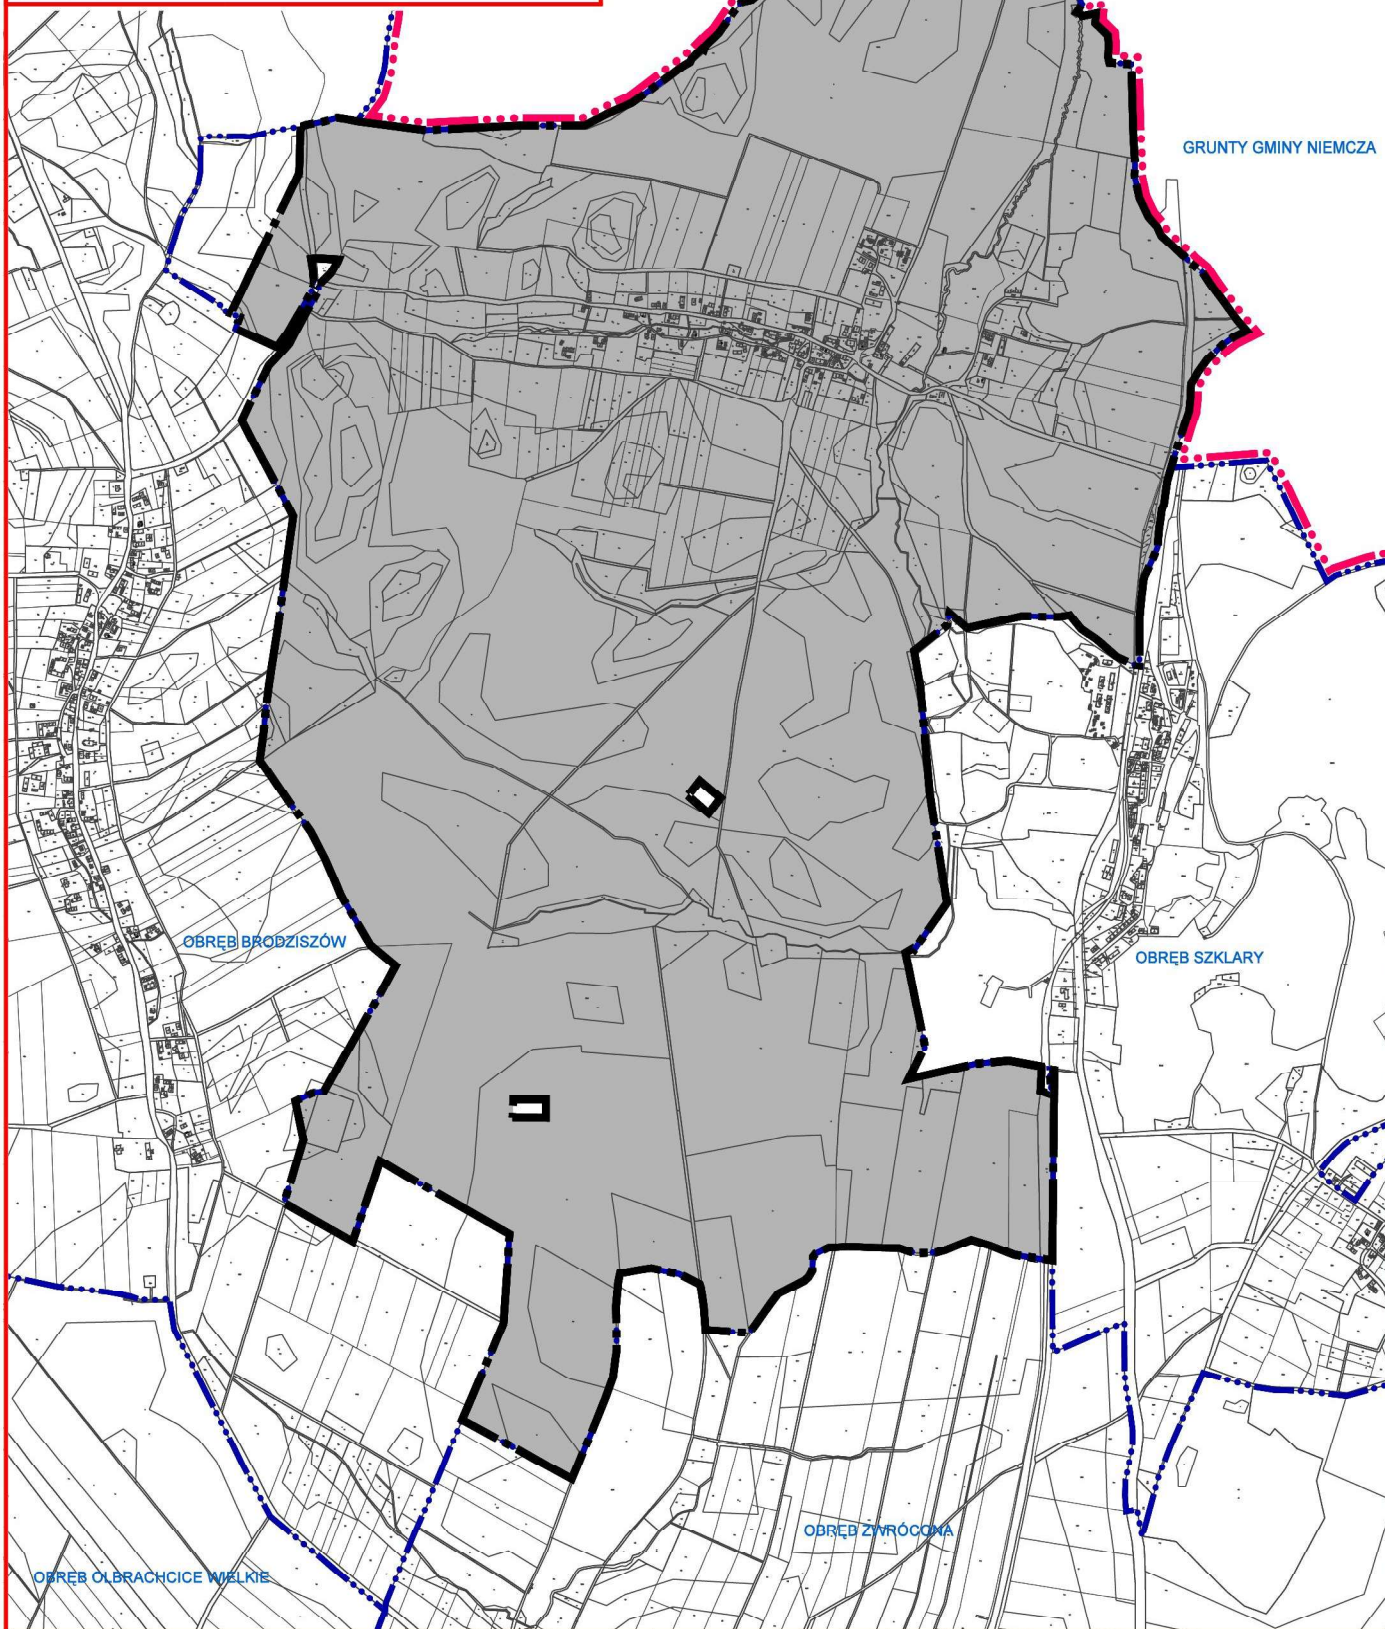 GRUNTY GMINY NIEMCZA
OBRĘB BRODZISZÓW
OBRĘB SZKLARY
OBRĘB ZWRÓCONA
OBRĘB OLBRACHCICE WIELKIE